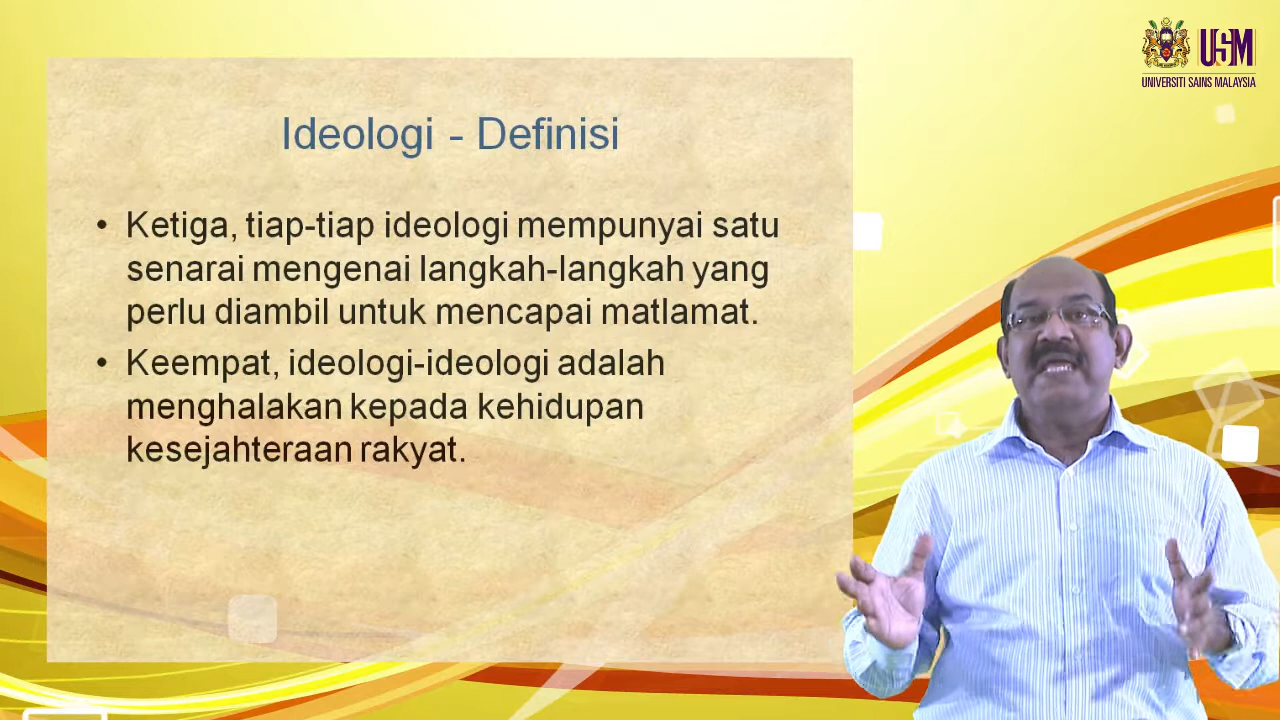 USM
UNIVERSITI SAINS MALAYSIA
Ideologi - Definisi
• Ketiga, tiap-tiap ideologi mempunyai satu
senarai mengenai langkah-langkah yang
perlu diambil untuk mencapai matlamat.
• Keempat, ideologi-ideologi adalah
menghalakan kepada kehidupan
kesejahteraan rakyat.